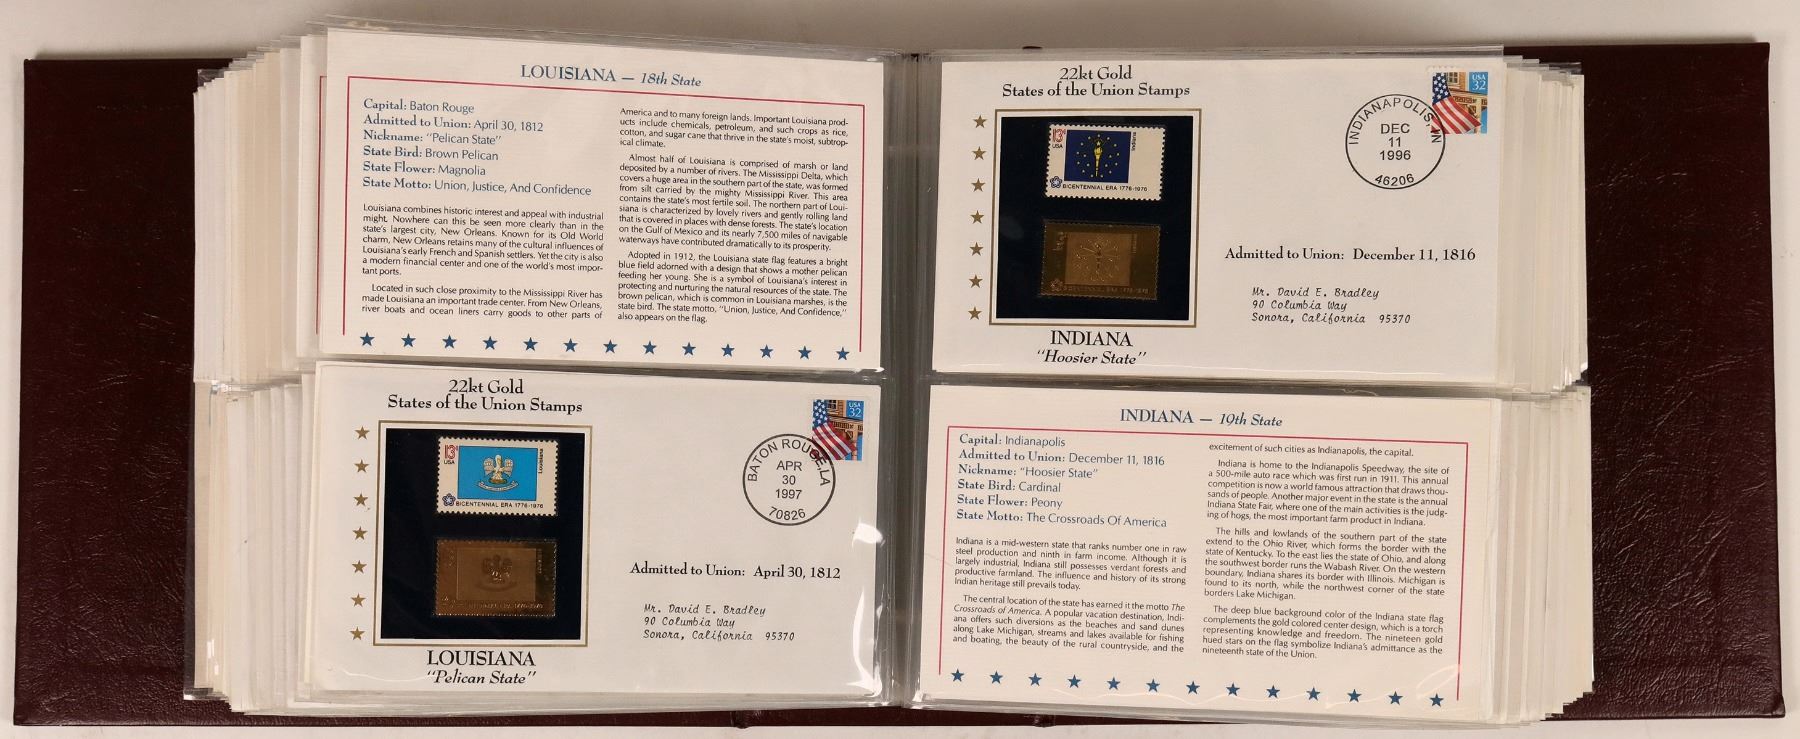 LOUISIANA — 18th State
Capital: Baton Rouge
Admitted to Union: April 30, 1812
Nickname: "Pelican State"
State Bird: Brown Pelican
State Flower: Magnolia
State Motto: Union, Justice, And Confidence
Louisiana combines historic interest and appeal with industrial
might. Nowhere can this be seen more clearly than in the
state's largest city, New Orleans. Known for its Old World
charm, New Orleans retains many of the cultural influences of
Louisiana's early French and Spanish settlers. Yet the city is also
a modern financial center and one of the world's most impor-
tant ports.
Located in such close proximity to the Mississippi River has
made Louisiana an important trade center. From New Orleans,
river boats and ocean liners carry goods to other parts of
America and to many foreign lands. Important Louisiana prod-
ucts include chemicals, petroleum, and such crops as rice,
cotton, and sugar cane that thrive in the state's moist, subtrop-
ical climate.
Almost half of Louisiana is comprised of marsh or land
deposited by a number of rivers. The Mississippi Delta, which
covers a huge area in the southern part of the state, was formed
from silt carried by the mighty Mississippi River. This area
contains the state's most fertile soil. The northern part of Loui-
siana is characterized by lovely rivers and gently rolling land
that is covered in places with dense forests. The state's location
on the Gulf of Mexico and its nearly 7,500 miles of navigable
waterways have contributed dramatically to its prosperity.
Adopted in 1912, the Louisiana state flag features a bright
blue field adorned with a design that shows a mother pelican
feeding her young. She is a symbol of Louisiana's interest in
protecting and nurturing the natural resources of the state. The
brown pelican, which is common in Louisiana marshes, is the
state bird. The state motto, "Union, Justice, And Confidence,"
also appears on the flag.
22kt Gold
States of the Union Stamps
13¢
USA
Louisiana
BICENTENNIAL ERA 1776-1976
LOUISIANA
"Pelican State"
USA
32
BATON ROUGE, LA
APR
30
1997
70826
Admitted to Union: April 30, 1812
Mr. David E. Bradley
90 Columbia Way
Sonora, California 95370
22kt Gold
States of the Union Stamps
13¢
USA
Indiana
BICENTENNIAL ERA 1776-1976
INDIANA
"Hoosier State"
USA
32
INDIANAPOLIS, IN
DEC
11
1996
46206
Admitted to Union: December 11, 1816
Mr. David E. Bradley
90 Columbia Way
Sonora, California 95370
INDIANA — 19th State
Capital: Indianapolis
Admitted to Union: December 11, 1816
Nickname: "Hoosier State"
State Bird: Cardinal
State Flower: Peony
State Motto: The Crossroads Of America
Indiana is a mid-western state that ranks number one in raw
steel production and ninth in farm income. Although it is
largely industrial, Indiana still possesses verdant forests and
productive farmland. The influence and history of its strong
Indian heritage still prevails today.
The central location of the state has earned it the motto The
Crossroads of America. A popular vacation destination, Indi-
ana offers such diversions as the beaches and sand dunes
along Lake Michigan, streams and lakes available for fishing
and boating, the beauty of the rural countryside, and the
excitement of such cities as Indianapolis, the capital.
Indiana is home to the Indianapolis Speedway, the site of
a 500-mile auto race which was first run in 1911. This annual
competition is now a world famous attraction that draws thou-
sands of people. Another major event in the state is the annual
Indiana State Fair, where one of the main activities is the judg-
ing of hogs, the most important farm product in Indiana.
The hills and lowlands of the southern part of the state
extend to the Ohio River, which forms the border with the
state of Kentucky. To the east lies the state of Ohio, and along
the southwest border runs the Wabash River. On the western
boundary, Indiana shares its border with Illinois. Michigan is
found to its north, while the northwest corner of the state
borders Lake Michigan.
The deep blue background color of the Indiana state flag
complements the gold colored center design, which is a torch
representing knowledge and freedom. The nineteen gold
hued stars on the flag symbolize Indiana's admittance as the
nineteenth state of the Union.